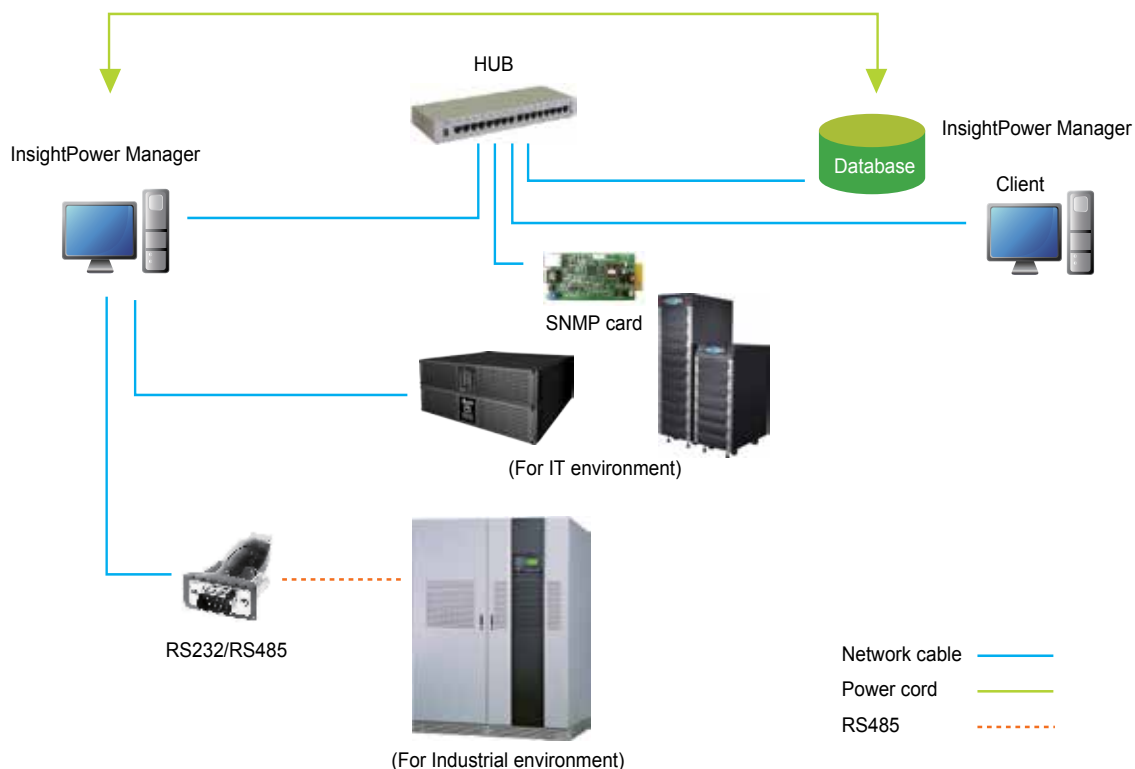 HUB
InsightPower Manager
InsightPower Manager
Database
Client
SNMP card
(For IT environment)
RS232/RS485
Network cable
Power cord
RS485
(For Industrial environment)